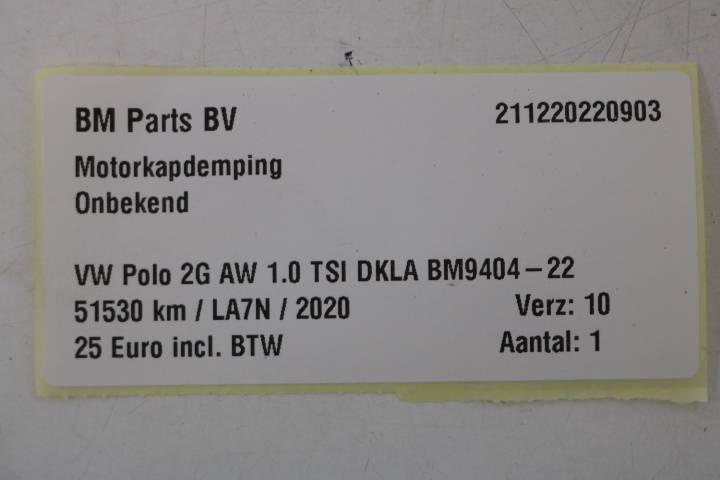 BM Parts BV 211220220903
Motorkapdemping
Onbekend
VW Polo 2G AW 1.0 TSI DKLA BM9404-22
51530 km / LA7N / 2020 Verz: 10
25 Euro incl. BTW Aantal: 1